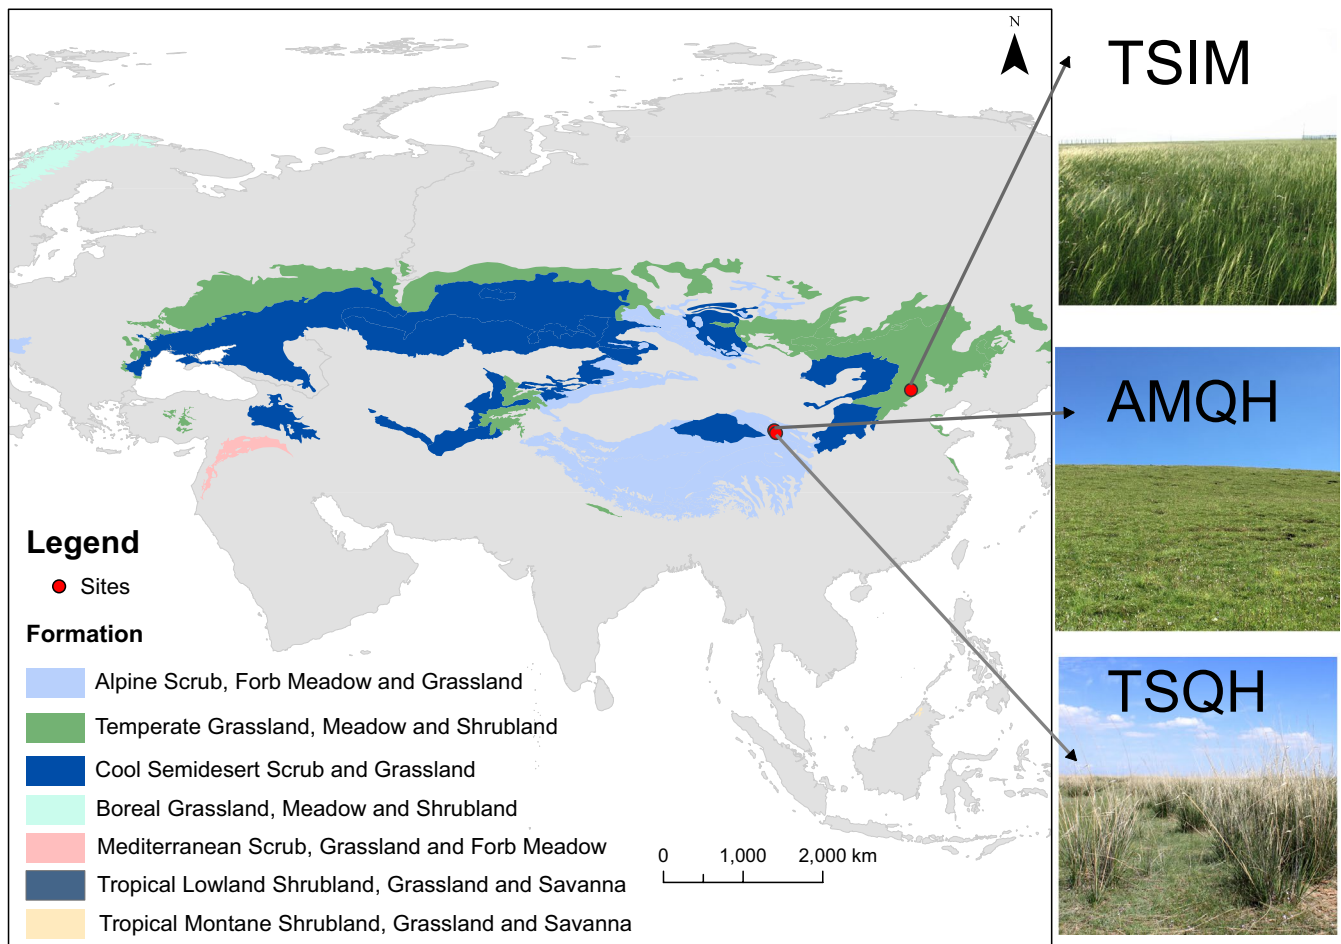 N
TSIM
AMQH
TSQH
Legend
Sites
Formation
Alpine Scrub, Forb Meadow and Grassland
Temperate Grassland, Meadow and Shrubland
Cool Semidesert Scrub and Grassland
Boreal Grassland, Meadow and Shrubland
Mediterranean Scrub, Grassland and Forb Meadow
Tropical Lowland Shrubland, Grassland and Savanna
Tropical Montane Shrubland, Grassland and Savanna
0 1,000 2,000 km